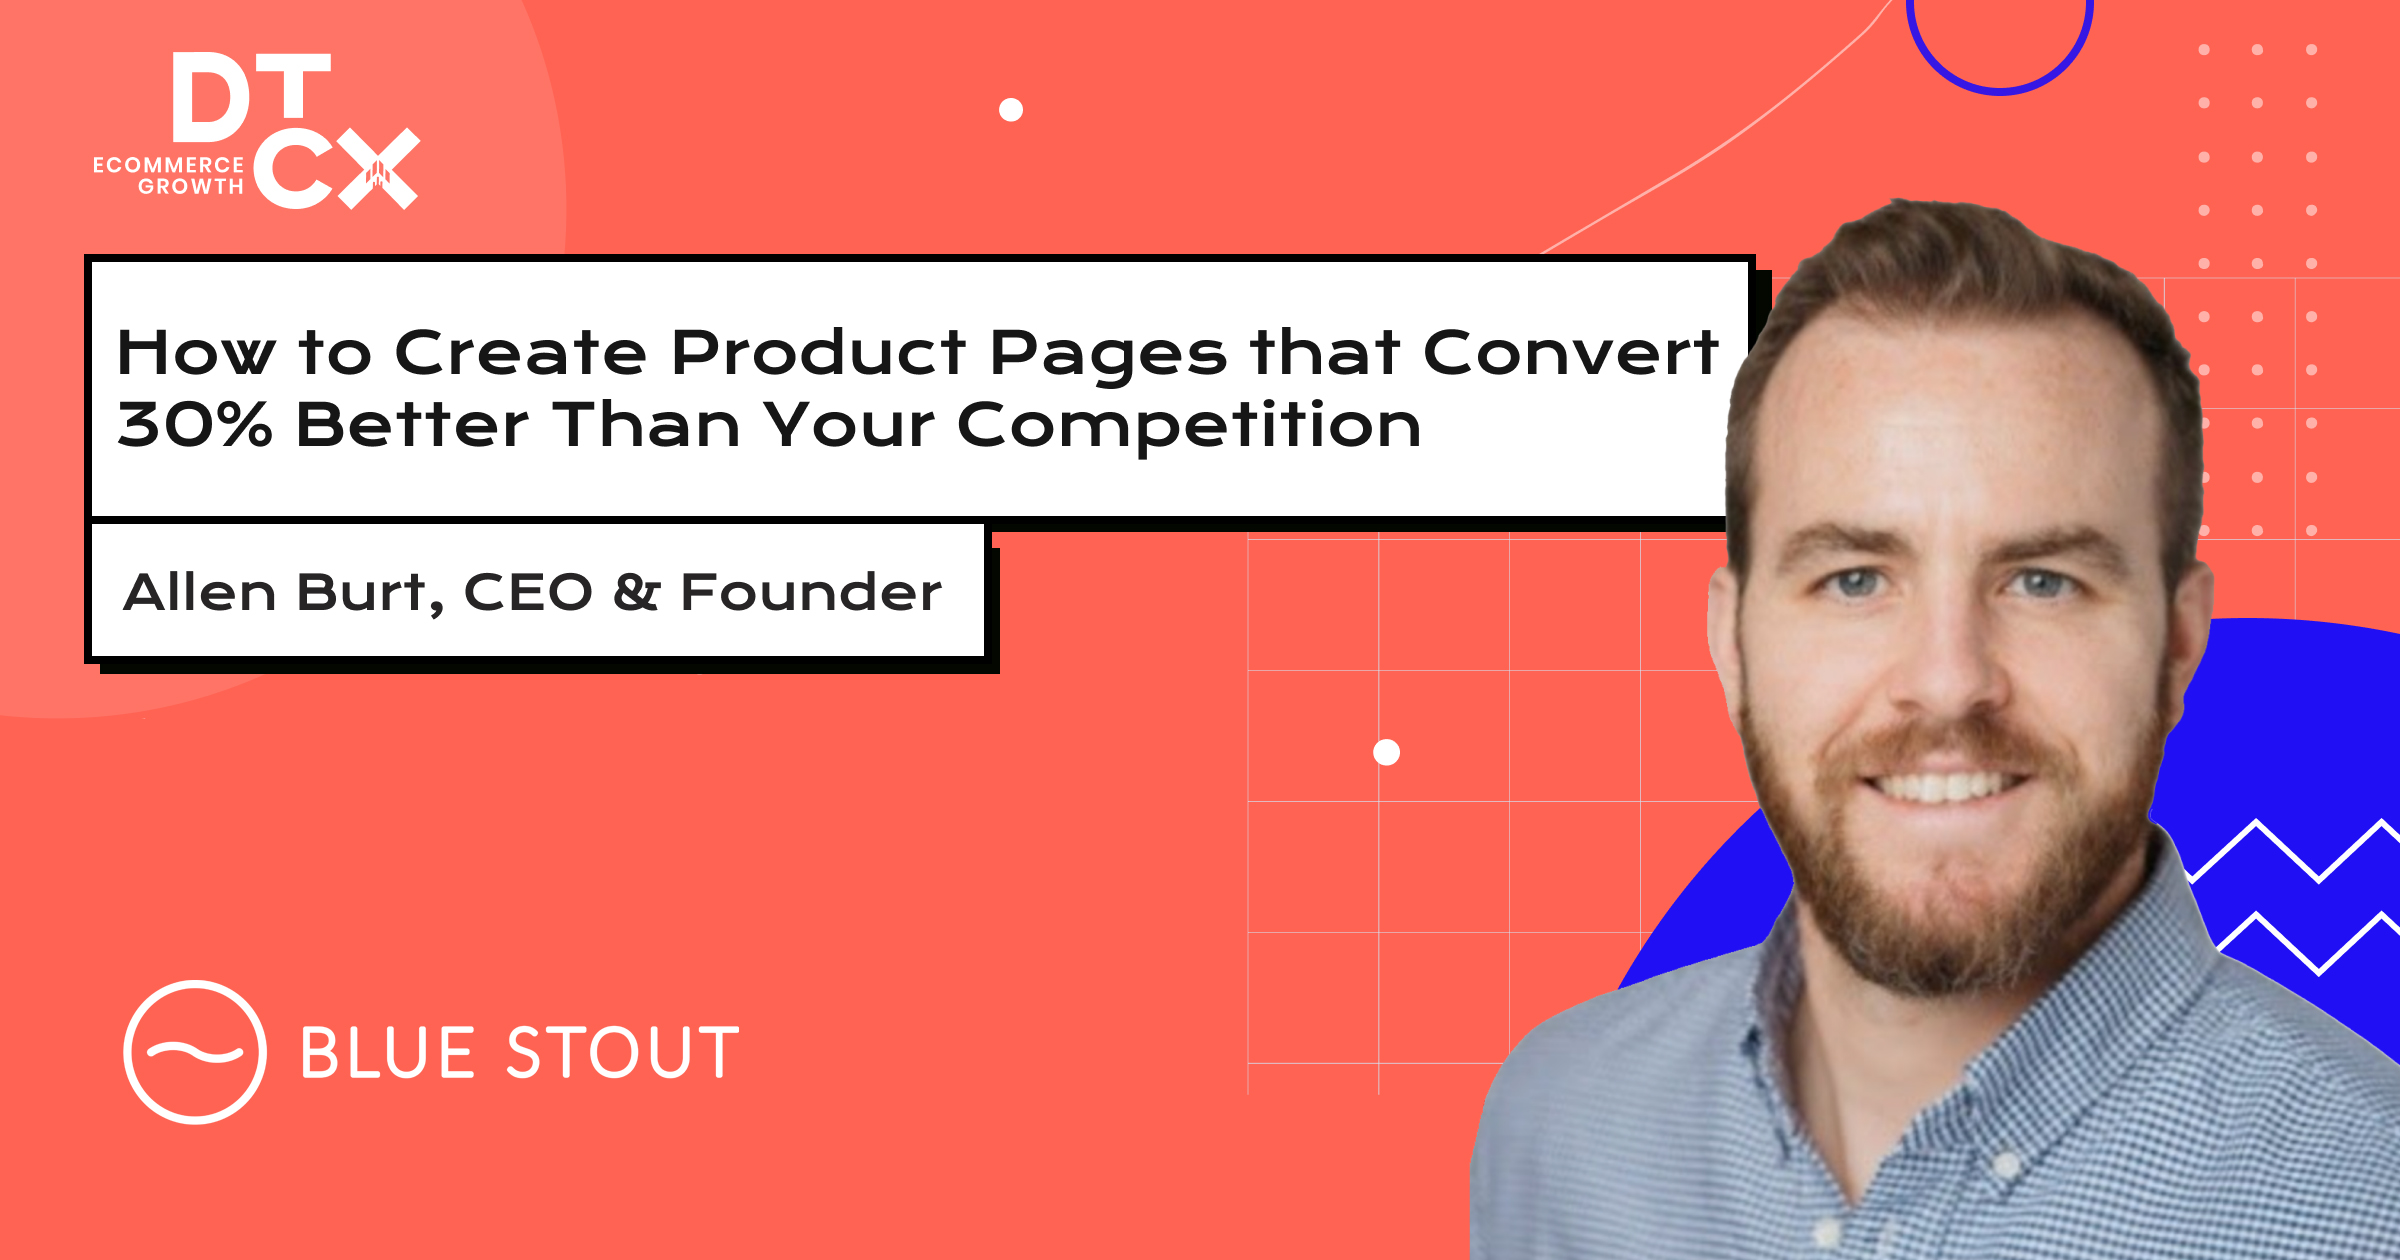 DT
CX
ECOMMERCE
GROWTH
How to Create Product Pages that Convert
30% Better Than Your Competition
Allen Burt, CEO & Founder
BLUE STOUT